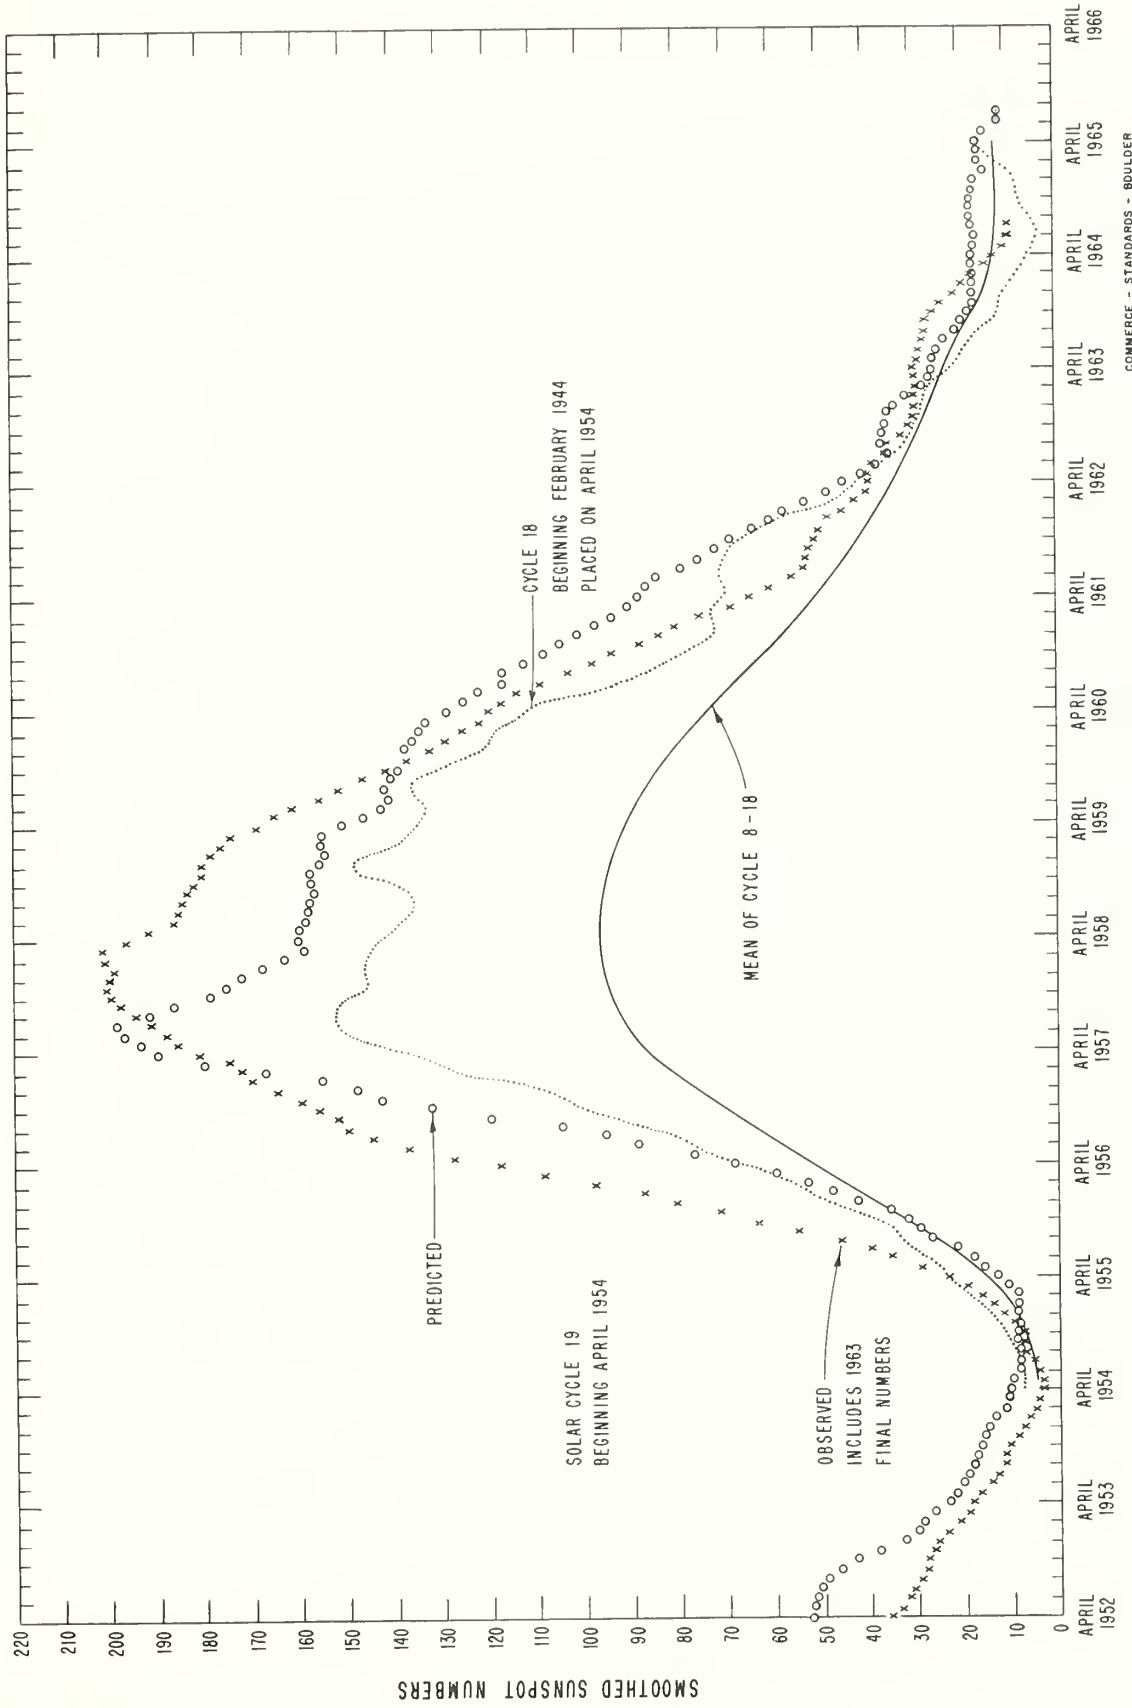 SMOOTHED SUNSPOT NUMBERS
220
210
200
190
180
170
160
150
140
130
120
110
100
90
80
70
60
50
40
30
20
10
0
PREDICTED
SOLAR CYCLE 19
BEGINNING APRIL 1954
OBSERVED
INCLUDES 1963
FINAL NUMBERS
MEAN OF CYCLE 8-18
CYCLE 18
BEGINNING FEBRUARY 1944
PLACED ON APRIL 1954
APRIL
1952
APRIL
1953
APRIL
1954
APRIL
1955
APRIL
1956
APRIL
1957
APRIL
1958
APRIL
1959
APRIL
1960
APRIL
1961
APRIL
1962
APRIL
1963
APRIL
1964
APRIL
1965
APRIL
1966
COMMERCE - STANDARDS - BOULDER